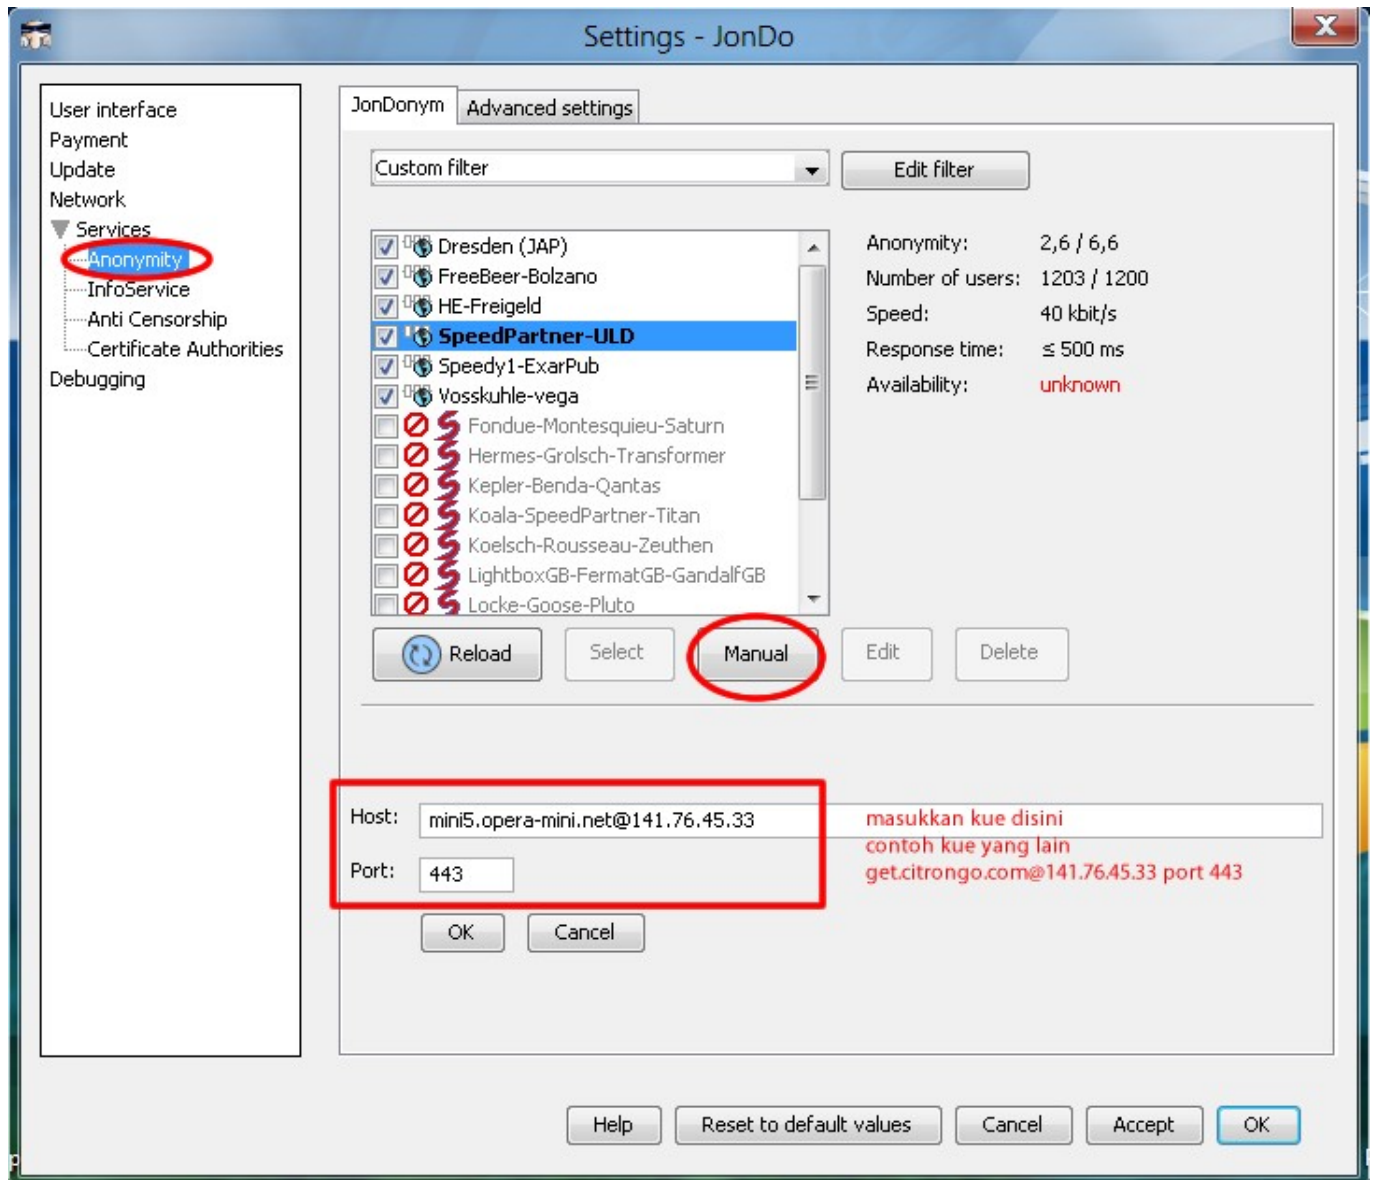 Settings - JonDo
User interface
Payment
Update
Network
Services
Anonymity
InfoService
Anti Censorship
Certificate Authorities
Debugging
JonDonym
Advanced settings
Custom filter
Edit filter
Dresden (JAP)
FreeBeer-Bolzano
HE-Freigeld
SpeedPartner-ULD
Speedy1-ExarPub
Vosskuhle-vega
Fondue-Montesquieu-Saturn
Hermes-Grolsch-Transformer
Kepler-Benda-Qantas
Koala-SpeedPartner-Titan
Koelsch-Rousseau-Zeuthen
LightboxGB-FermatGB-GandalfGB
Locke-Goose-Pluto
Anonymity: 2,6 / 6,6
Number of users: 1203 / 1200
Speed: 40 kbit/s
Response time: ≤ 500 ms
Availability: unknown
Reload
Select
Manual
Edit
Delete
Host: mini5.opera-mini.net@141.76.45.33
Port: 443
masukkan kue disini
contoh kue yang lain
get.citrongo.com@141.76.45.33 port 443
OK
Cancel
Help
Reset to default values
Cancel
Accept
OK